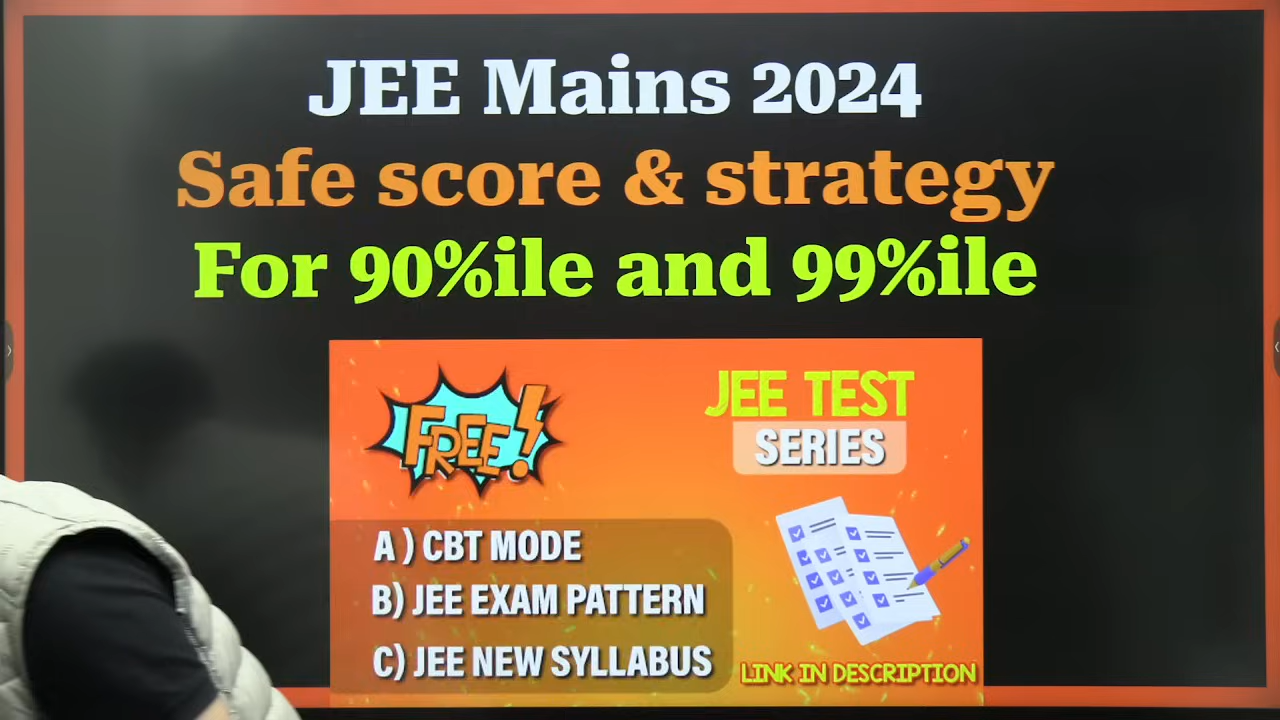 JEE Mains 2024
Safe score & strategy
For 90%ile and 99%ile
FREE!
JEE TEST
SERIES
A ) CBT MODE
B) JEE EXAM PATTERN
C) JEE NEW SYLLABUS
LINK IN DESCRIPTION